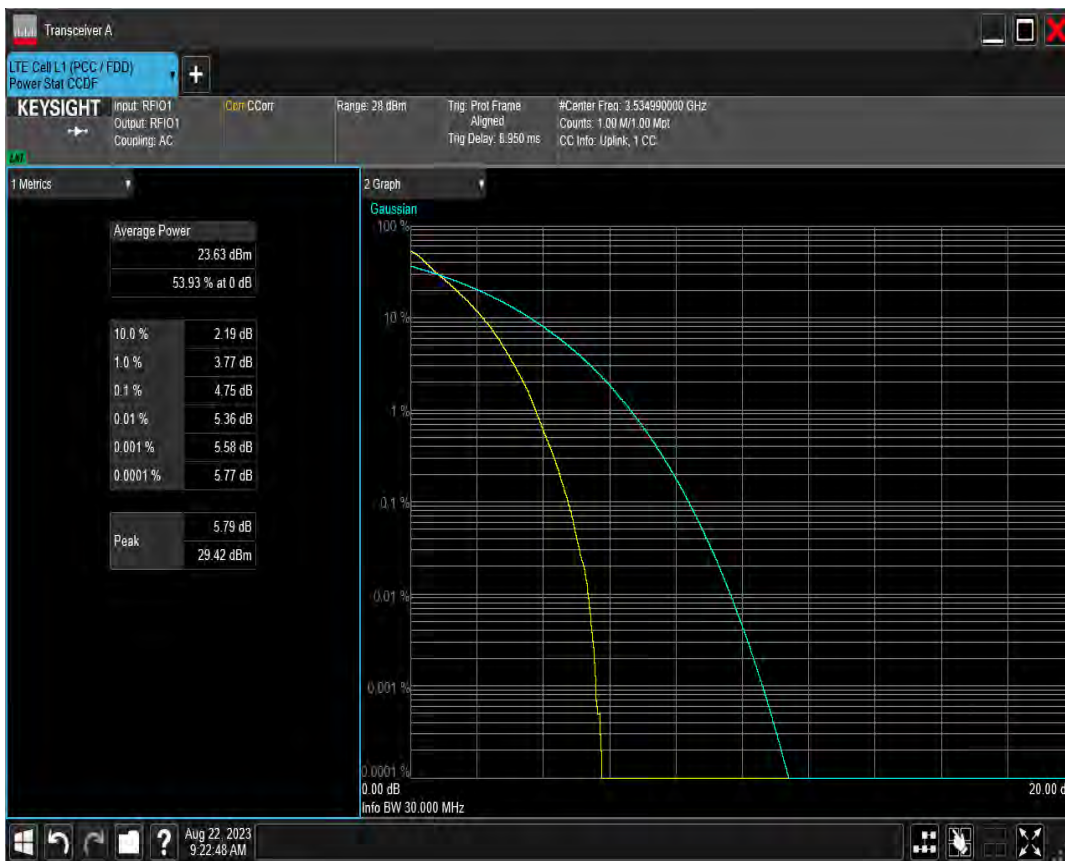 Transceiver A
LTE Cell L1 (PCC / FDD)
Power Stat CCDF
+
KEYSIGHT
Input: RFIO1
Output: RFIO1
Coupling: AC
Corr CCorr
Range: 28 dBm
Trig: Prot Frame
Aligned
Trig Delay: 8.950 ms
#Center Freq: 3.534990000 GHz
Counts: 1.00 M/1.00 Mpt
CC Info: Uplink, 1 CC
LXI
1 Metrics
Average Power
23.63 dBm
53.93 % at 0 dB
10.0 % 2.19 dB
1.0 % 3.77 dB
0.1 % 4.75 dB
0.01 % 5.36 dB
0.001 % 5.58 dB
0.0001 % 5.77 dB
Peak
5.79 dB
29.42 dBm
2 Graph
Gaussian
100 %
10 %
1 %
0.1 %
0.01 %
0.001 %
0.0001 %
0.00 dB
20.00 d
Info BW 30.000 MHz
?
Aug 22, 2023
9:22:48 AM